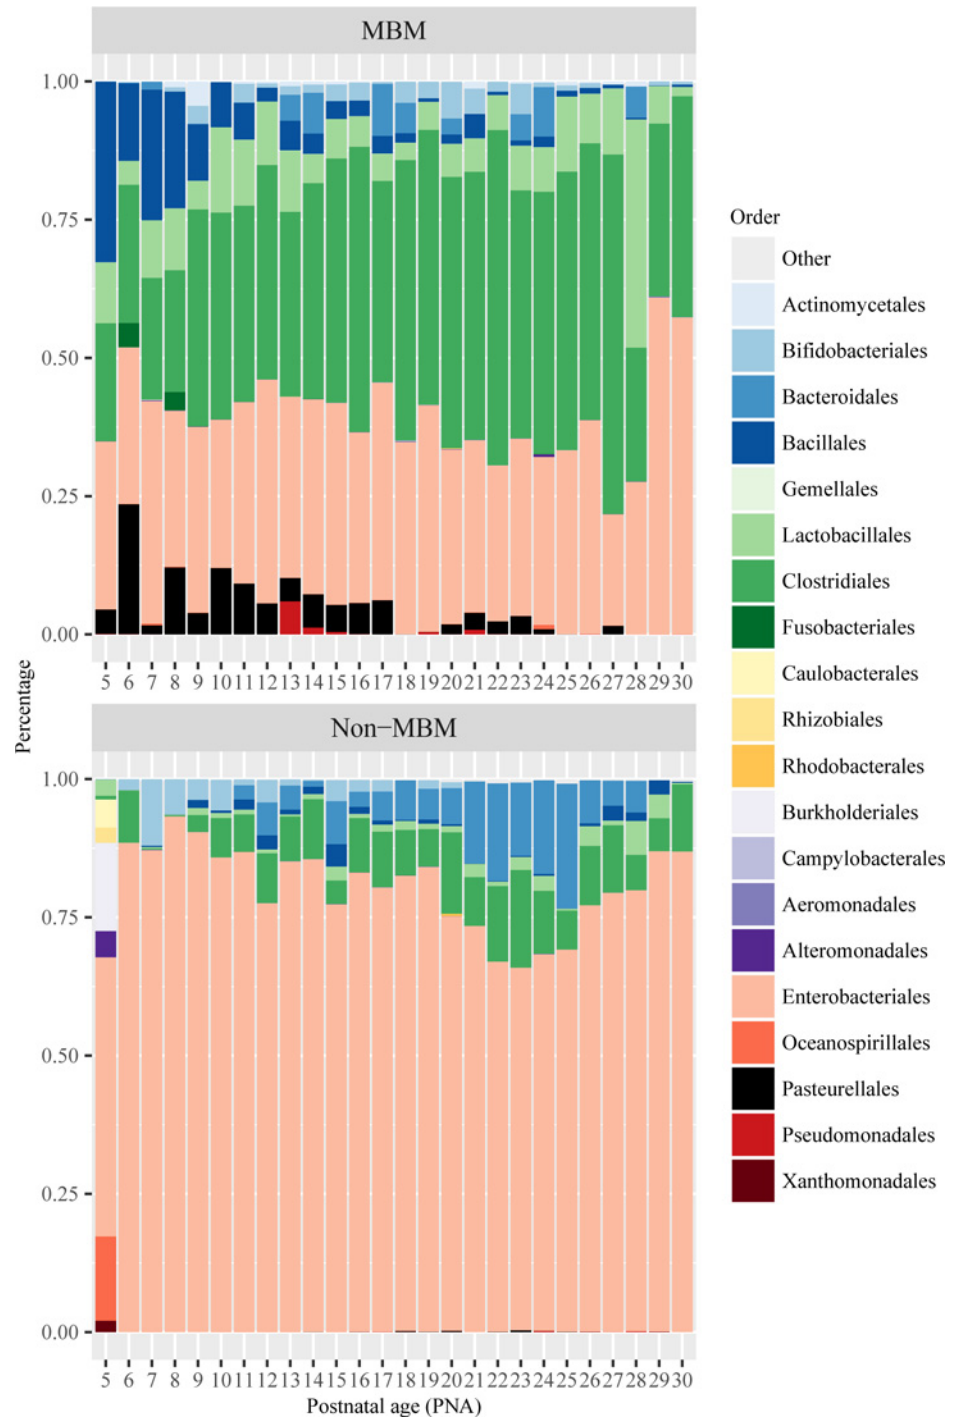 MBM
1.00
0.75
0.50
0.25
0.00
5 6 7 8 9 10 11 12 13 14 15 16 17 18 19 20 21 22 23 24 25 26 27 28 29 30
Percentage
Non−MBM
1.00
0.75
0.50
0.25
0.00
5 6 7 8 9 10 11 12 13 14 15 16 17 18 19 20 21 22 23 24 25 26 27 28 29 30
Postnatal age (PNA)
Order
Other
Actinomycetales
Bifidobacteriales
Bacteroidales
Bacillales
Gemellales
Lactobacillales
Clostridiales
Fusobacteriales
Caulobacterales
Rhizobiales
Rhodobacterales
Burkholderiales
Campylobacterales
Aeromonadales
Alteromonadales
Enterobacteriales
Oceanospirillales
Pasteurellales
Pseudomonadales
Xanthomonadales